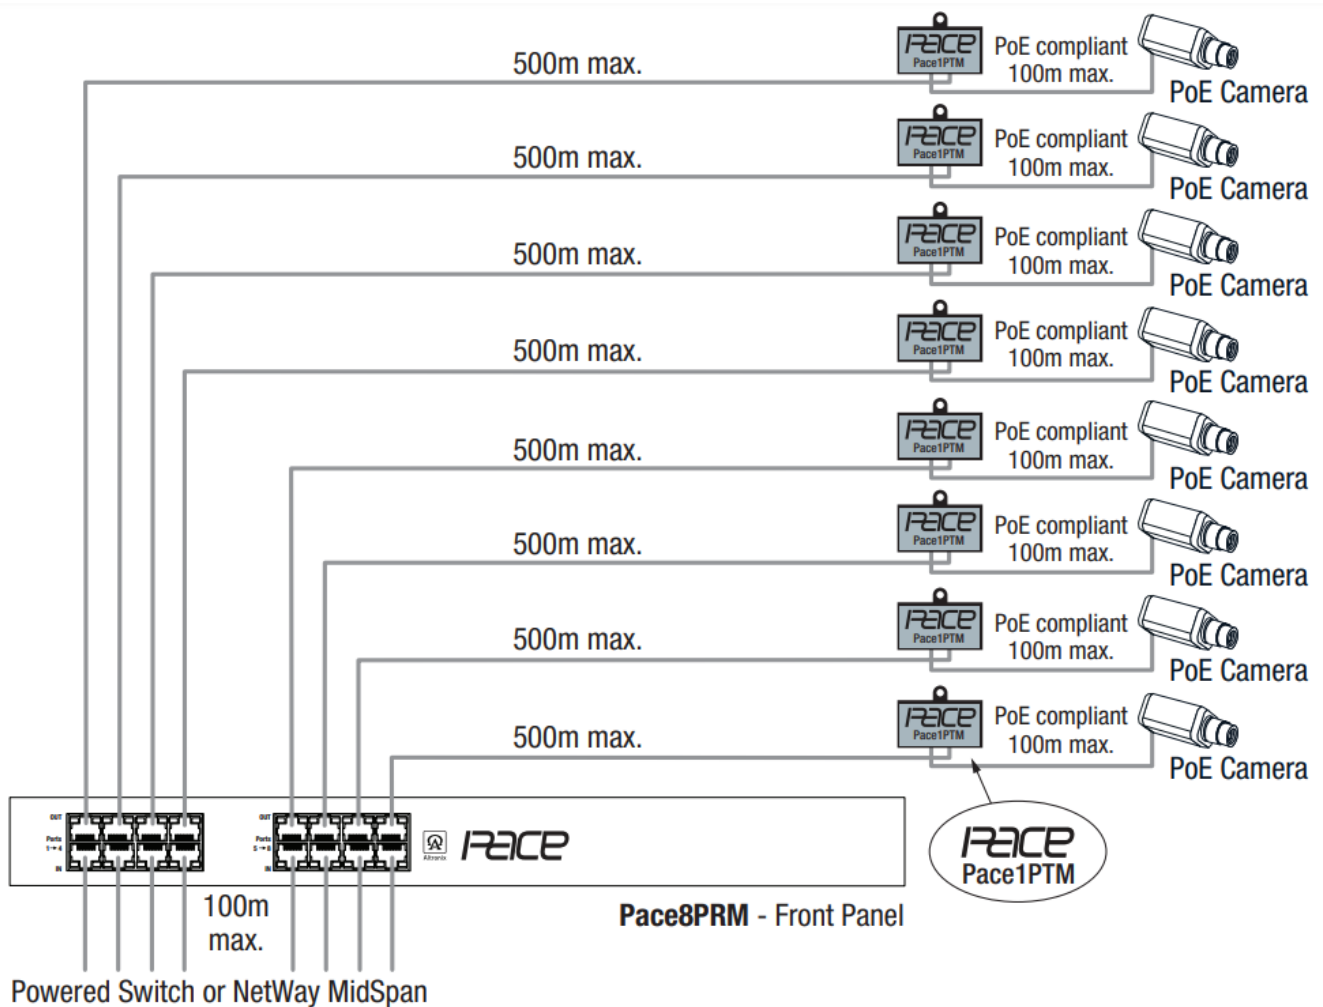 500m max.
PACE
Pace1PTM
PoE compliant
100m max.
PoE Camera
500m max.
PACE
Pace1PTM
PoE compliant
100m max.
PoE Camera
500m max.
PACE
Pace1PTM
PoE compliant
100m max.
PoE Camera
500m max.
PACE
Pace1PTM
PoE compliant
100m max.
PoE Camera
500m max.
PACE
Pace1PTM
PoE compliant
100m max.
PoE Camera
500m max.
PACE
Pace1PTM
PoE compliant
100m max.
PoE Camera
500m max.
PACE
Pace1PTM
PoE compliant
100m max.
PoE Camera
500m max.
PACE
Pace1PTM
PoE compliant
100m max.
PoE Camera
OUT
Ports
1→4
IN
OUT
Ports
5→8
IN
Altronix
PACE
PACE
Pace1PTM
100m
max.
Pace8PRM - Front Panel
Powered Switch or NetWay MidSpan